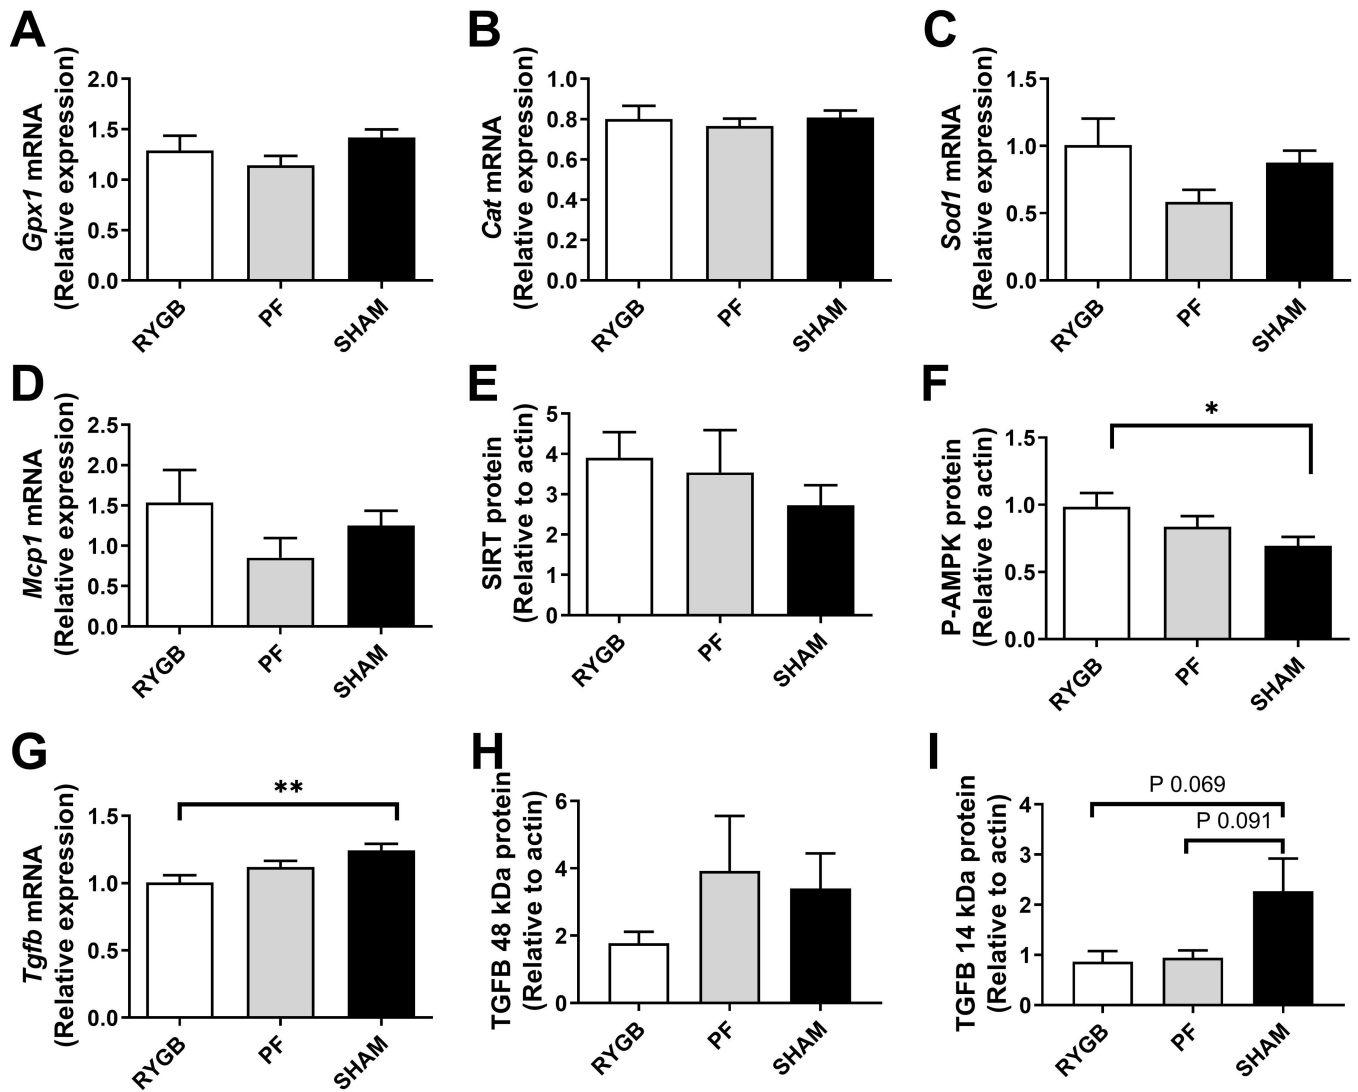 A
Gpx1 mRNA
(Relative expression)
2.0
1.5
1.0
0.5
0.0
RYGB
PF
SHAM
B
Cat mRNA
(Relative expression)
1.0
0.8
0.6
0.4
0.2
0.0
RYGB
PF
SHAM
C
Sod1 mRNA
(Relative expression)
1.5
1.0
0.5
0.0
RYGB
PF
SHAM
D
Mcp1 mRNA
(Relative expression)
2.5
2.0
1.5
1.0
0.5
0.0
RYGB
PF
SHAM
E
SIRT protein
(Relative to actin)
5
4
3
2
1
0
RYGB
PF
SHAM
F
P-AMPK protein
(Relative to actin)
*
1.5
1.0
0.5
0.0
RYGB
PF
SHAM
G
Tgfb mRNA
(Relative expression)
**
1.5
1.0
0.5
0.0
RYGB
PF
SHAM
H
TGFB 48 kDa protein
(Relative to actin)
6
4
2
0
RYGB
PF
SHAM
I
TGFB 14 kDa protein
(Relative to actin)
P 0.069
P 0.091
4
3
2
1
0
RYGB
PF
SHAM